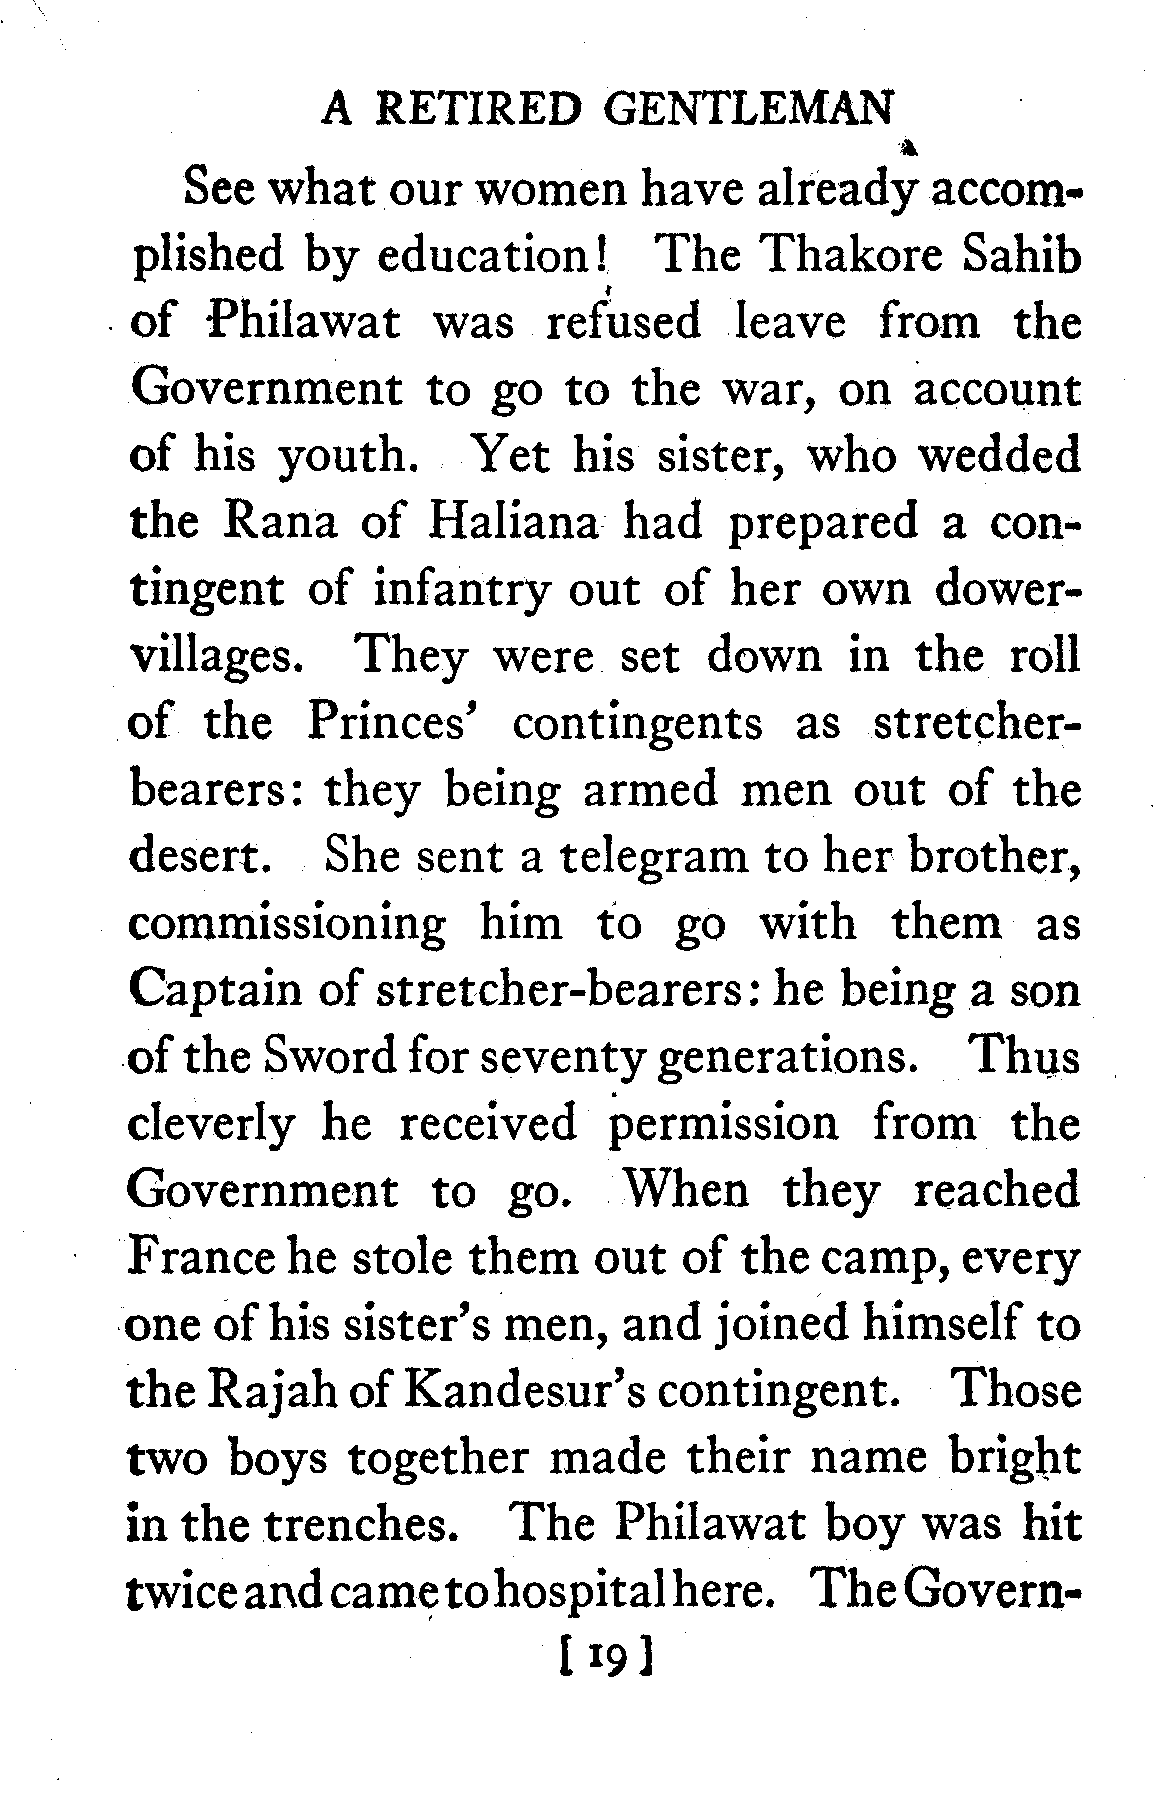 A RETIRED GENTLEMAN
See what our women have already accom-
plished by education! The Thakore Sahib
of Philawat was refused leave from the
Government to go to the war, on account
of his youth. Yet his sister, who wedded
the Rana of Haliana had prepared a con-
tingent of infantry out of her own dower-
villages. They were set down in the roll
of the Princes' contingents as stretcher-
bearers: they being armed men out of the
desert. She sent a telegram to her brother,
commissioning him to go with them as
Captain of stretcher-bearers: he being a son
of the Sword for seventy generations. Thus
cleverly he received permission from the
Government to go. When they reached
France he stole them out of the camp, every
one of his sister's men, and joined himself to
the Rajah of Kandesur's contingent. Those
two boys together made their name bright
in the trenches. The Philawat boy was hit
twice and came to hospital here. The Govern-
[ 19 ]